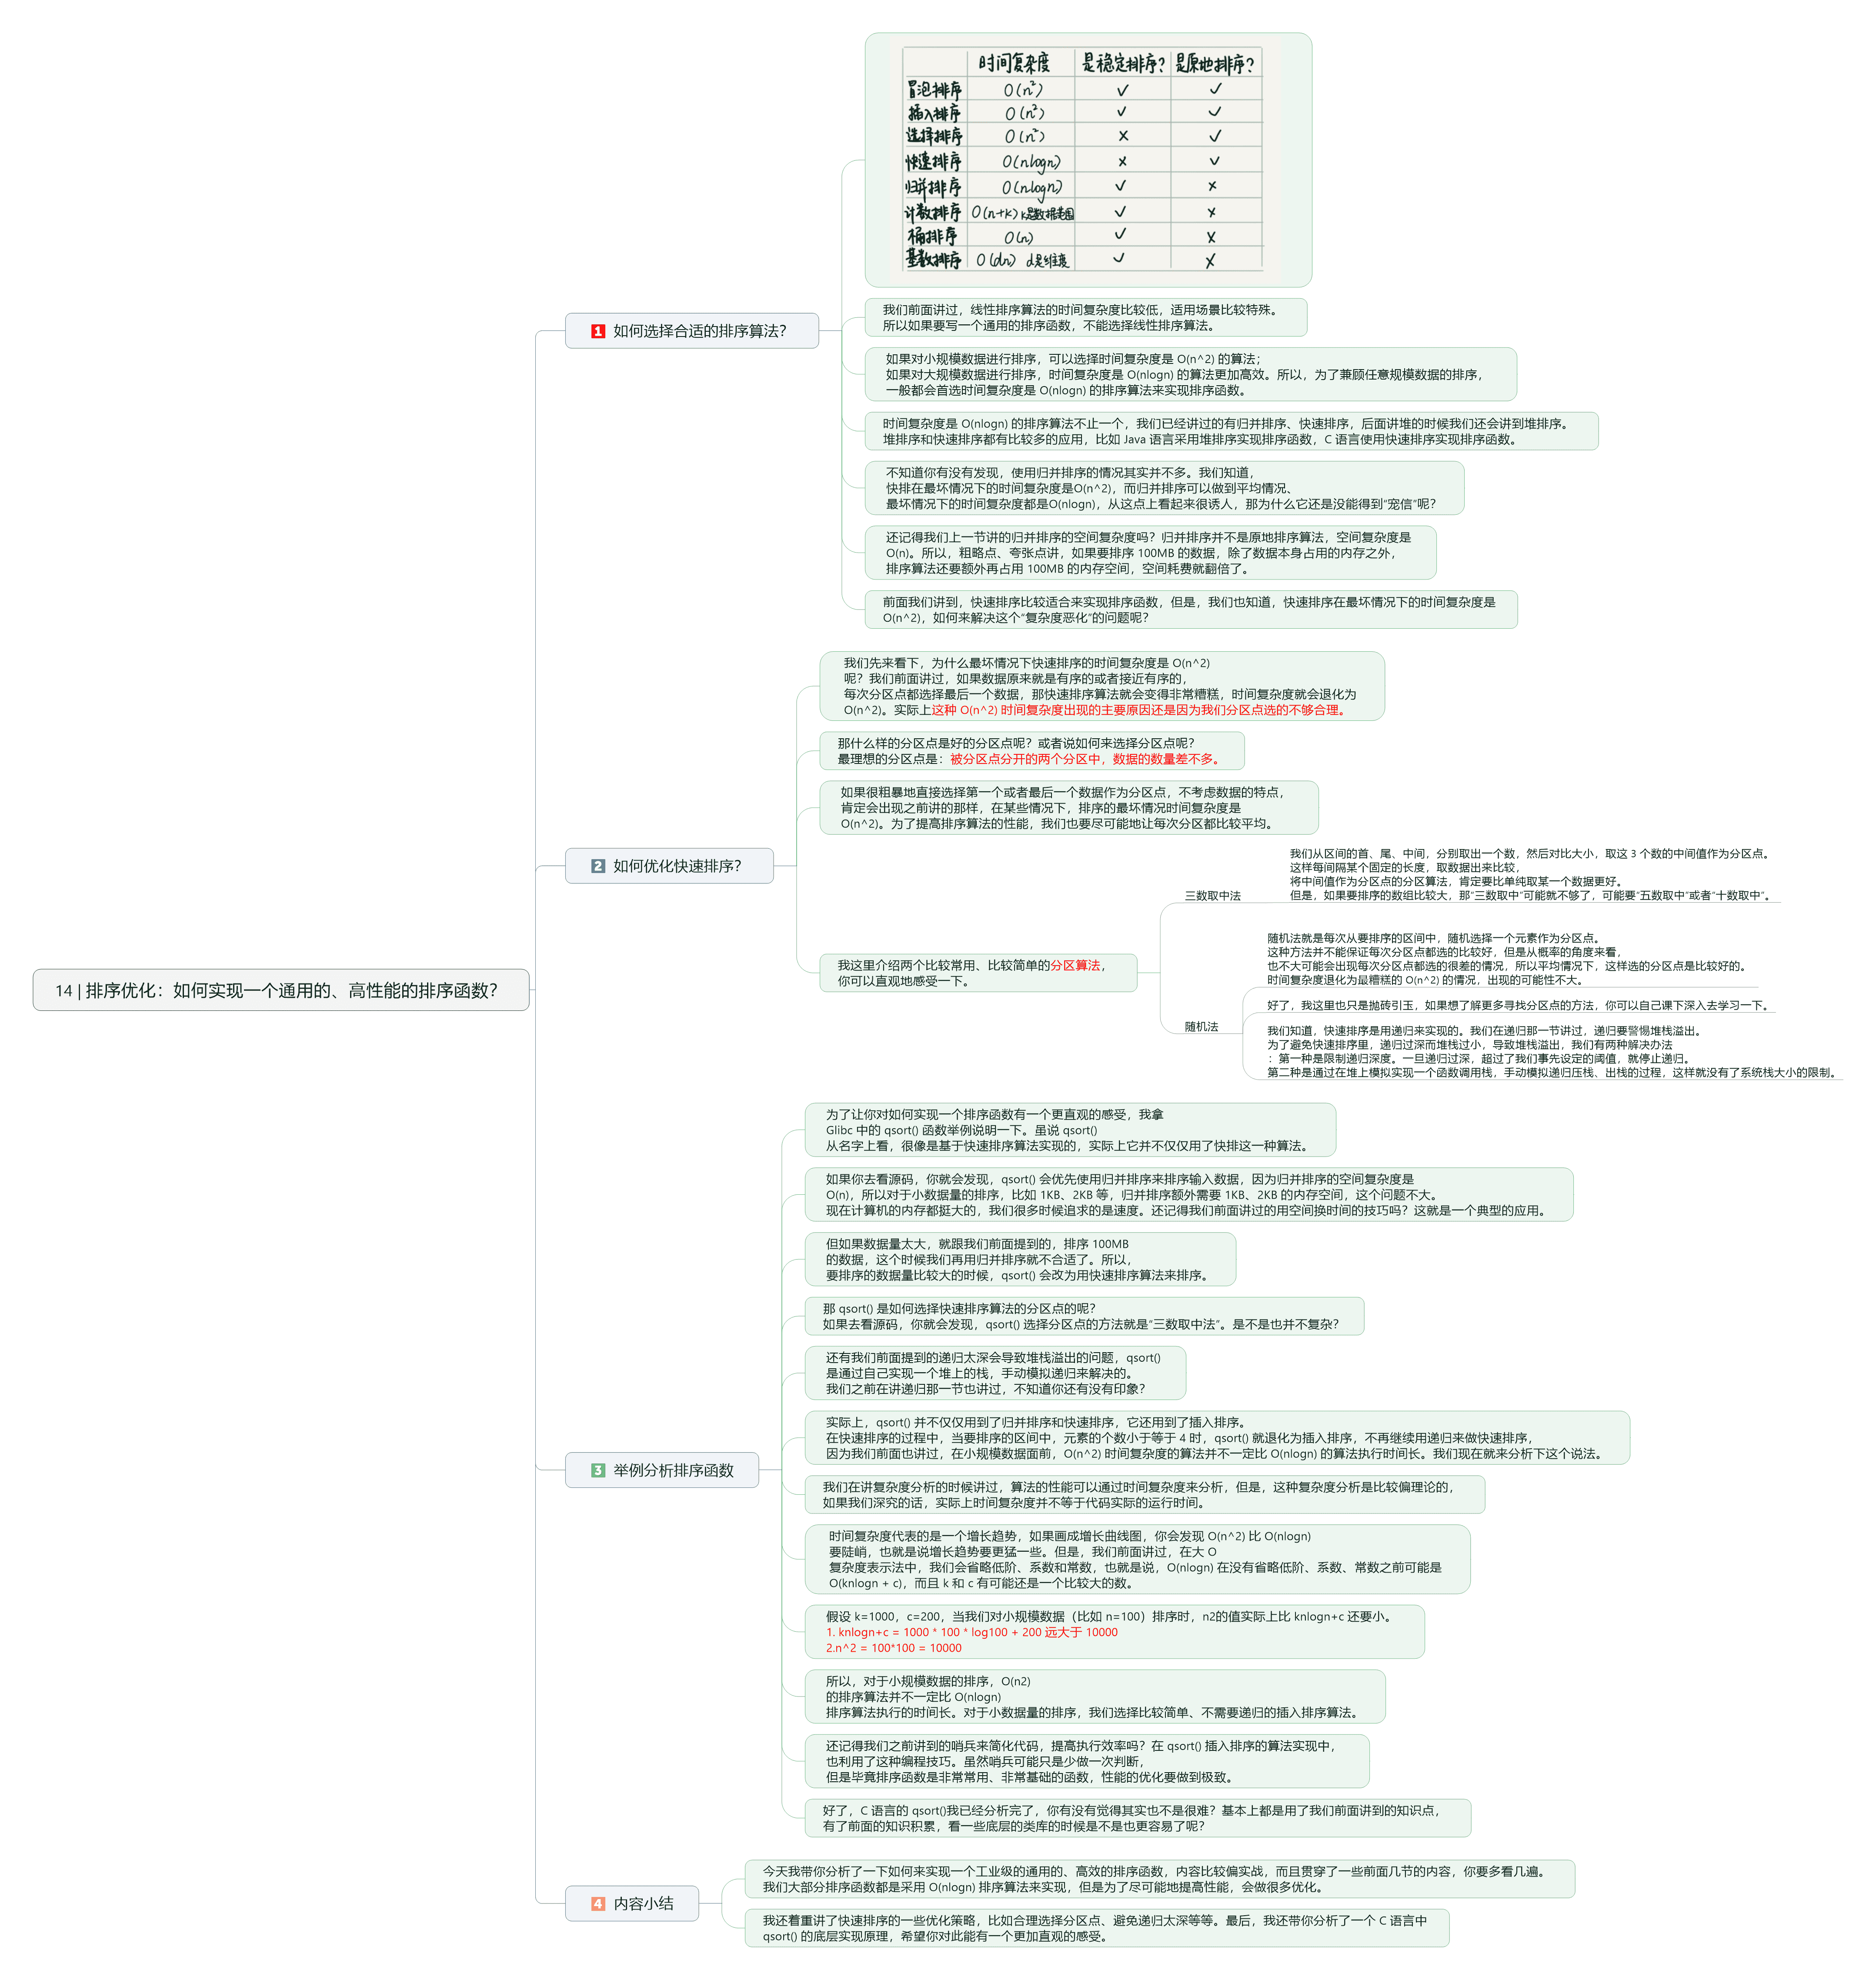 14 | 排序优化：如何实现一个通用的、高性能的排序函数？
1 如何选择合适的排序算法？
时间复杂度 是稳定排序？ 是原地排序？
冒泡排序 O(n²) ✓ ✓
插入排序 O(n²) ✓ ✓
选择排序 O(n²) × ✓
快速排序 O(nlogn) × ✓
归并排序 O(nlogn) ✓ ×
计数排序 O(n+k) k是数据范围 ✓ ×
桶排序 O(n) ✓ ×
基数排序 O(dn) d是维度 ✓ ×
我们前面讲过，线性排序算法的时间复杂度比较低，适用场景比较特殊。
所以如果要写一个通用的排序函数，不能选择线性排序算法。
如果对小规模数据进行排序，可以选择时间复杂度是 O(n^2) 的算法；
如果对大规模数据进行排序，时间复杂度是 O(nlogn) 的算法更加高效。所以，为了兼顾任意规模数据的排序，
一般都会首选时间复杂度是 O(nlogn) 的排序算法来实现排序函数。
时间复杂度是 O(nlogn) 的排序算法不止一个，我们已经讲过的有归并排序、快速排序，后面讲堆的时候我们还会讲到堆排序。
堆排序和快速排序都有比较多的应用，比如 Java 语言采用堆排序实现排序函数，C 语言使用快速排序实现排序函数。
不知道你有没有发现，使用归并排序的情况其实并不多。我们知道，
快排在最坏情况下的时间复杂度是O(n^2)，而归并排序可以做到平均情况、
最坏情况下的时间复杂度都是O(nlogn)，从这点上看起来很诱人，那为什么它还是没能得到“宠信”呢？
还记得我们上一节讲的归并排序的空间复杂度吗？归并排序并不是原地排序算法，空间复杂度是
O(n)。所以，粗略点、夸张点讲，如果要排序 100MB 的数据，除了数据本身占用的内存之外，
排序算法还要额外再占用 100MB 的内存空间，空间耗费就翻倍了。
前面我们讲到，快速排序比较适合来实现排序函数，但是，我们也知道，快速排序在最坏情况下的时间复杂度是
O(n^2)，如何来解决这个“复杂度恶化”的问题呢？
2 如何优化快速排序？
我们先来看下，为什么最坏情况下快速排序的时间复杂度是 O(n^2)
呢？我们前面讲过，如果数据原来就是有序的或者接近有序的，
每次分区点都选择最后一个数据，那快速排序算法就会变得非常糟糕，时间复杂度就会退化为
O(n^2)。实际上这种 O(n^2) 时间复杂度出现的主要原因还是因为我们分区点选的不够合理。
那什么样的分区点是好的分区点呢？或者说如何来选择分区点呢？
最理想的分区点是：被分区点分开的两个分区中，数据的数量差不多。
如果很粗暴地直接选择第一个或者最后一个数据作为分区点，不考虑数据的特点，
肯定会出现之前讲的那样，在某些情况下，排序的最坏情况时间复杂度是
O(n^2)。为了提高排序算法的性能，我们也要尽可能地让每次分区都比较平均。
我这里介绍两个比较常用、比较简单的分区算法，
你可以直观地感受一下。
三数取中法
我们从区间的首、尾、中间，分别取出一个数，然后对比大小，取这 3 个数的中间值作为分区点。
这样每间隔某个固定的长度，取数据出来比较，
将中间值作为分区点的分区算法，肯定要比单纯取某一个数据更好。
但是，如果要排序的数组比较大，那“三数取中”可能就不够了，可能要“五数取中”或者“十数取中”。
随机法
随机法就是每次从要排序的区间中，随机选择一个元素作为分区点。
这种方法并不能保证每次分区点都选的比较好，但是从概率的角度来看，
也不大可能会出现每次分区点都选的很差的情况，所以平均情况下，这样选的分区点是比较好的。
时间复杂度退化为最糟糕的 O(n^2) 的情况，出现的可能性不大。
好了，我这里也只是抛砖引玉，如果想了解更多寻找分区点的方法，你可以自己课下深入去学习一下。
我们知道，快速排序是用递归来实现的。我们在递归那一节讲过，递归要警惕堆栈溢出。
为了避免快速排序里，递归过深而堆栈过小，导致堆栈溢出，我们有两种解决办法
：第一种是限制递归深度。一旦递归过深，超过了我们事先设定的阈值，就停止递归。
第二种是通过在堆上模拟实现一个函数调用栈，手动模拟递归压栈、出栈的过程，这样就没有了系统栈大小的限制。
3 举例分析排序函数
为了让你对如何实现一个排序函数有一个更直观的感受，我拿
Glibc 中的 qsort() 函数举例说明一下。虽说 qsort()
从名字上看，很像是基于快速排序算法实现的，实际上它并不仅仅用了快排这一种算法。
如果你去看源码，你就会发现，qsort() 会优先使用归并排序来排序输入数据，因为归并排序的空间复杂度是
O(n)，所以对于小数据量的排序，比如 1KB、2KB 等，归并排序额外需要 1KB、2KB 的内存空间，这个问题不大。
现在计算机的内存都挺大的，我们很多时候追求的是速度。还记得我们前面讲过的用空间换时间的技巧吗？这就是一个典型的应用。
但如果数据量太大，就跟我们前面提到的，排序 100MB
的数据，这个时候我们再用归并排序就不合适了。所以，
要排序的数据量比较大的时候，qsort() 会改为用快速排序算法来排序。
那 qsort() 是如何选择快速排序算法的分区点的呢？
如果去看源码，你就会发现，qsort() 选择分区点的方法就是“三数取中法”。是不是也并不复杂？
还有我们前面提到的递归太深会导致堆栈溢出的问题，qsort()
是通过自己实现一个堆上的栈，手动模拟递归来解决的。
我们之前在讲递归那一节也讲过，不知道你还有没有印象？
实际上，qsort() 并不仅仅用到了归并排序和快速排序，它还用到了插入排序。
在快速排序的过程中，当要排序的区间中，元素的个数小于等于 4 时，qsort() 就退化为插入排序，不再继续用递归来做快速排序，
因为我们前面也讲过，在小规模数据面前，O(n^2) 时间复杂度的算法并不一定比 O(nlogn) 的算法执行时间长。我们现在就来分析下这个说法。
我们在讲复杂度分析的时候讲过，算法的性能可以通过时间复杂度来分析，但是，这种复杂度分析是比较偏理论的，
如果我们深究的话，实际上时间复杂度并不等于代码实际的运行时间。
时间复杂度代表的是一个增长趋势，如果画成增长曲线图，你会发现 O(n^2) 比 O(nlogn)
要陡峭，也就是说增长趋势要更猛一些。但是，我们前面讲过，在大 O
复杂度表示法中，我们会省略低阶、系数和常数，也就是说，O(nlogn) 在没有省略低阶、系数、常数之前可能是
O(knlogn + c)，而且 k 和 c 有可能还是一个比较大的数。
假设 k=1000，c=200，当我们对小规模数据（比如 n=100）排序时，n2的值实际上比 knlogn+c 还要小。
1. knlogn+c = 1000 * 100 * log100 + 200 远大于 10000
2.n^2 = 100*100 = 10000
所以，对于小规模数据的排序，O(n2)
的排序算法并不一定比 O(nlogn)
排序算法执行的时间长。对于小数据量的排序，我们选择比较简单、不需要递归的插入排序算法。
还记得我们之前讲到的哨兵来简化代码，提高执行效率吗？在 qsort() 插入排序的算法实现中，
也利用了这种编程技巧。虽然哨兵可能只是少做一次判断，
但是毕竟排序函数是非常常用、非常基础的函数，性能的优化要做到极致。
好了，C 语言的 qsort()我已经分析完了，你有没有觉得其实也不是很难？基本上都是用了我们前面讲到的知识点，
有了前面的知识积累，看一些底层的类库的时候是不是也更容易了呢？
4 内容小结
今天我带你分析了一下如何来实现一个工业级的通用的、高效的排序函数，内容比较偏实战，而且贯穿了一些前面几节的内容，你要多看几遍。
我们大部分排序函数都是采用 O(nlogn) 排序算法来实现，但是为了尽可能地提高性能，会做很多优化。
我还着重讲了快速排序的一些优化策略，比如合理选择分区点、避免递归太深等等。最后，我还带你分析了一个 C 语言中
qsort() 的底层实现原理，希望你对此能有一个更加直观的感受。